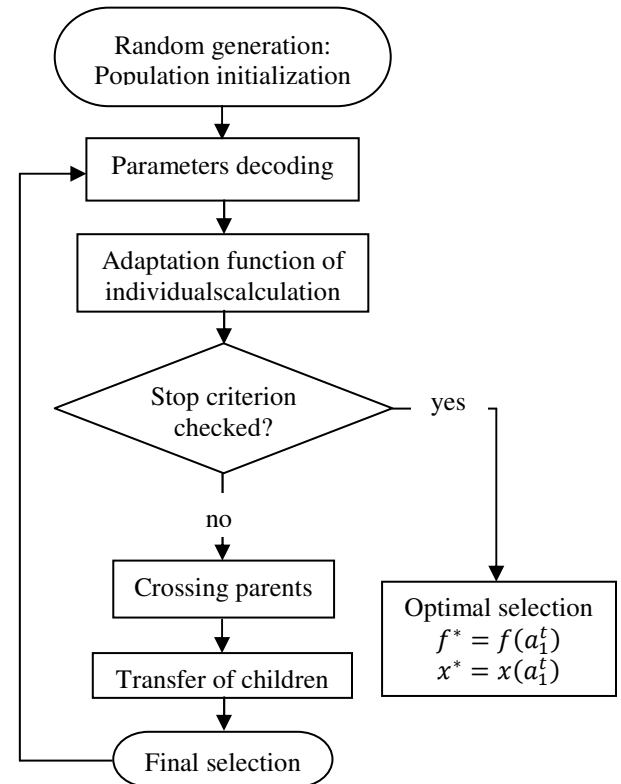 Random generation:
Population initialization
Parameters decoding
Adaptation function of
individualscalculation
Stop criterion
checked?
yes
no
Crossing parents
Optimal selection
f* = f(a₁ᵗ)
x* = x(a₁ᵗ)
Transfer of children
Final selection